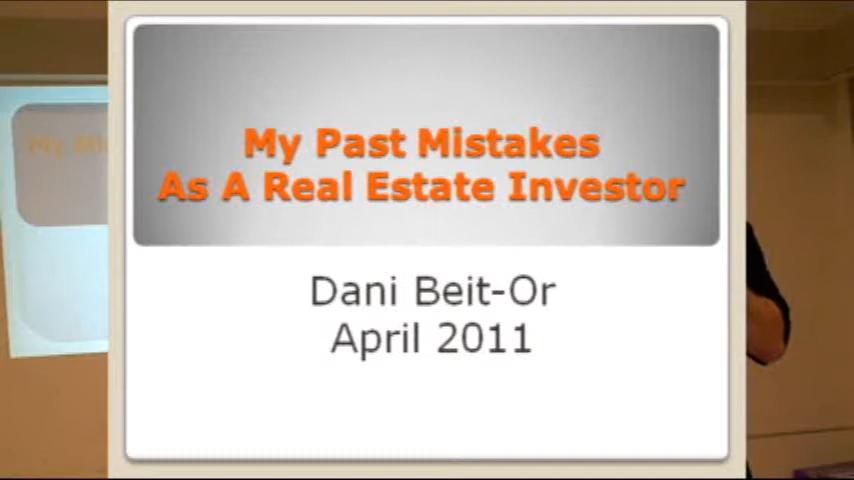 My Past Mistakes
As A Real Estate Investor
Dani Beit-Or
April 2011